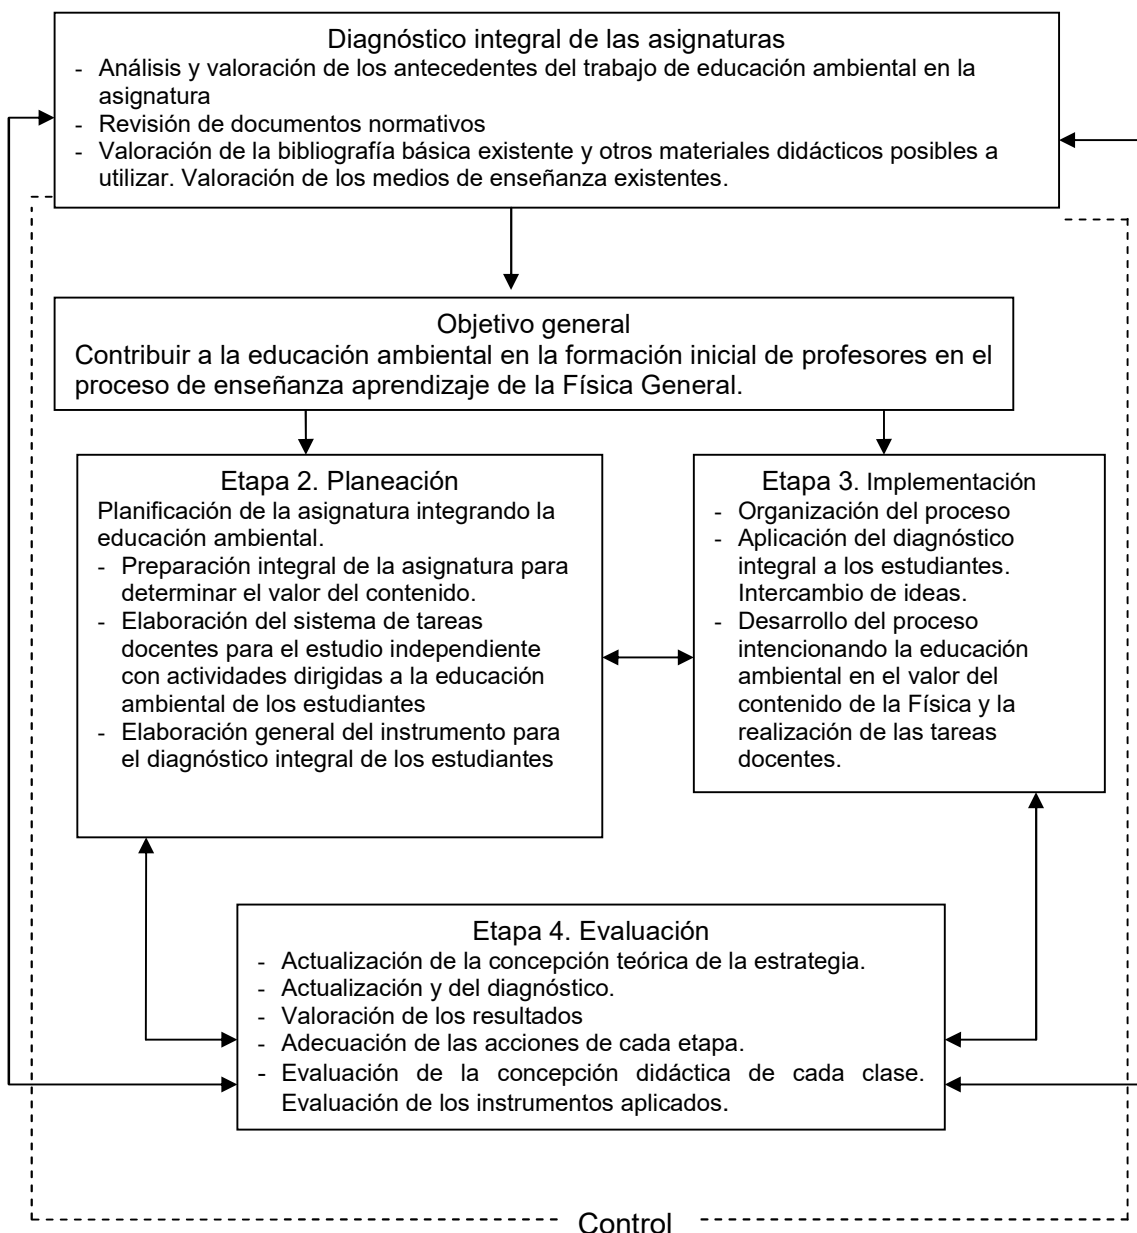 Diagnóstico integral de las asignaturas
- Análisis y valoración de los antecedentes del trabajo de educación ambiental en la
asignatura
- Revisión de documentos normativos
- Valoración de la bibliografía básica existente y otros materiales didácticos posibles a
utilizar. Valoración de los medios de enseñanza existentes.
Objetivo general
Contribuir a la educación ambiental en la formación inicial de profesores en el
proceso de enseñanza aprendizaje de la Física General.
Etapa 2. Planeación
Planificación de la asignatura integrando la
educación ambiental.
- Preparación integral de la asignatura para
determinar el valor del contenido.
- Elaboración del sistema de tareas
docentes para el estudio independiente
con actividades dirigidas a la educación
ambiental de los estudiantes
- Elaboración general del instrumento para
el diagnóstico integral de los estudiantes
Etapa 3. Implementación
- Organización del proceso
- Aplicación del diagnóstico
integral a los estudiantes.
Intercambio de ideas.
- Desarrollo del proceso
intencionando la educación
ambiental en el valor del
contenido de la Física y la
realización de las tareas
docentes.
Etapa 4. Evaluación
- Actualización de la concepción teórica de la estrategia.
- Actualización y del diagnóstico.
- Valoración de los resultados
- Adecuación de las acciones de cada etapa.
- Evaluación de la concepción didáctica de cada clase.
Evaluación de los instrumentos aplicados.
Control